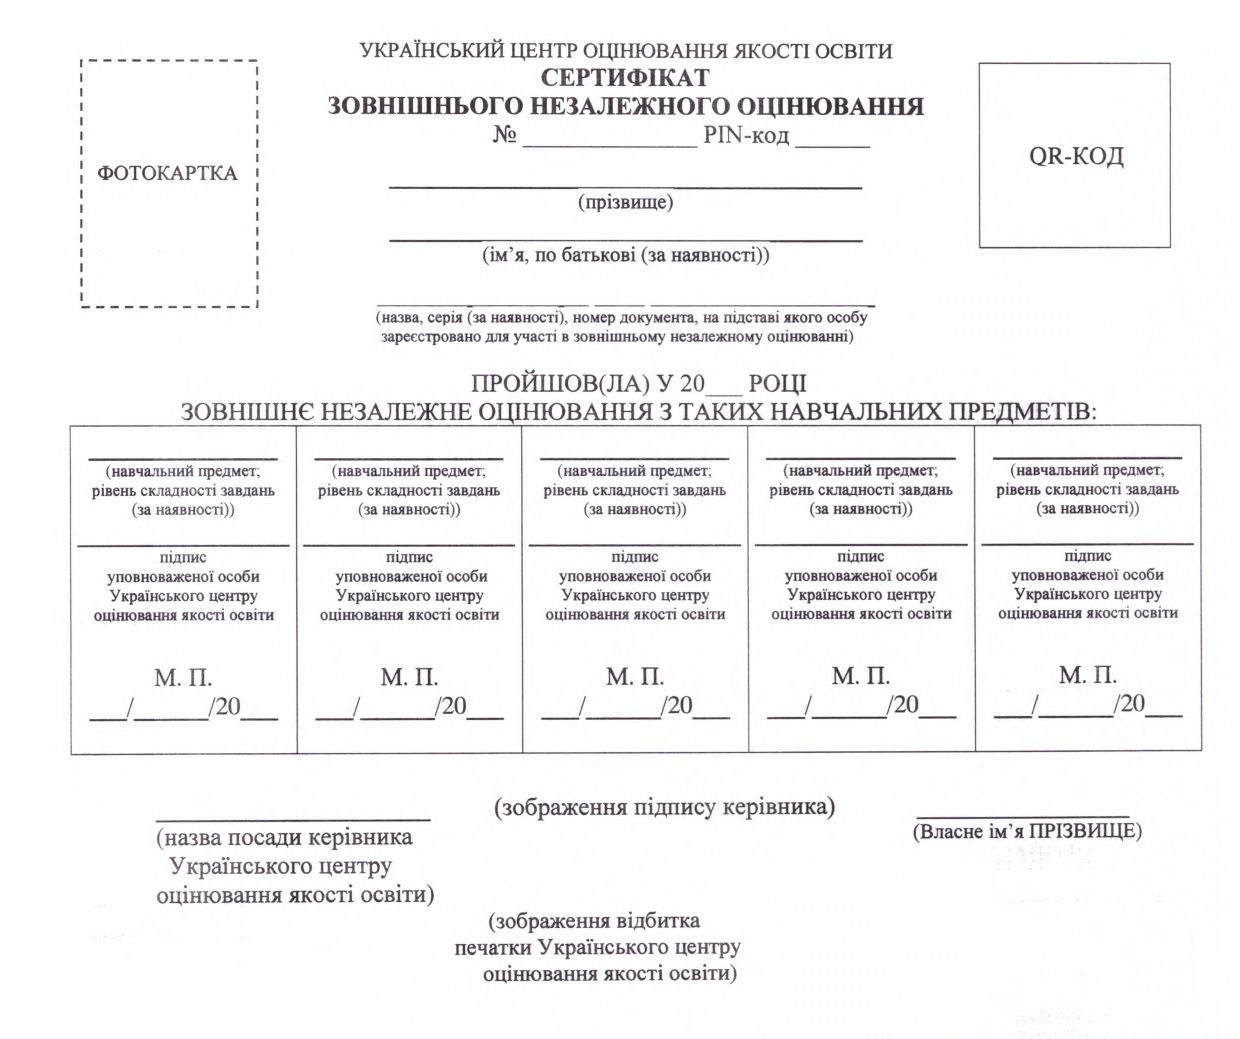 УКРАЇНСЬКИЙ ЦЕНТР ОЦІНЮВАННЯ ЯКОСТІ ОСВІТИ
СЕРТИФІКАТ
ЗОВНІШНЬОГО НЕЗАЛЕЖНОГО ОЦІНЮВАННЯ
№ ______________ PIN-код ______
ФОТОКАРТКА
QR-КОД
(прізвище)
(ім’я, по батькові (за наявності))
(назва, серія (за наявності), номер документа, на підставі якого особу
зареєстровано для участі в зовнішньому незалежному оцінюванні)
ПРОЙШОВ(ЛА) У 20___ РОЦІ
ЗОВНІШНЄ НЕЗАЛЕЖНЕ ОЦІНЮВАННЯ З ТАКИХ НАВЧАЛЬНИХ ПРЕДМЕТІВ:
(навчальний предмет;
рівень складності завдань
(за наявності))
підпис
уповноваженої особи
Українського центру
оцінювання якості освіти
М. П.
___/______/20___
(навчальний предмет;
рівень складності завдань
(за наявності))
підпис
уповноваженої особи
Українського центру
оцінювання якості освіти
М. П.
___/______/20___
(навчальний предмет;
рівень складності завдань
(за наявності))
підпис
уповноваженої особи
Українського центру
оцінювання якості освіти
М. П.
___/______/20___
(навчальний предмет;
рівень складності завдань
(за наявності))
підпис
уповноваженої особи
Українського центру
оцінювання якості освіти
М. П.
___/______/20___
(навчальний предмет;
рівень складності завдань
(за наявності))
підпис
уповноваженої особи
Українського центру
оцінювання якості освіти
М. П.
___/______/20___
(назва посади керівника
Українського центру
оцінювання якості освіти)
(зображення підпису керівника)
(Власне ім’я ПРІЗВИЩЕ)
(зображення відбитка
печатки Українського центру
оцінювання якості освіти)